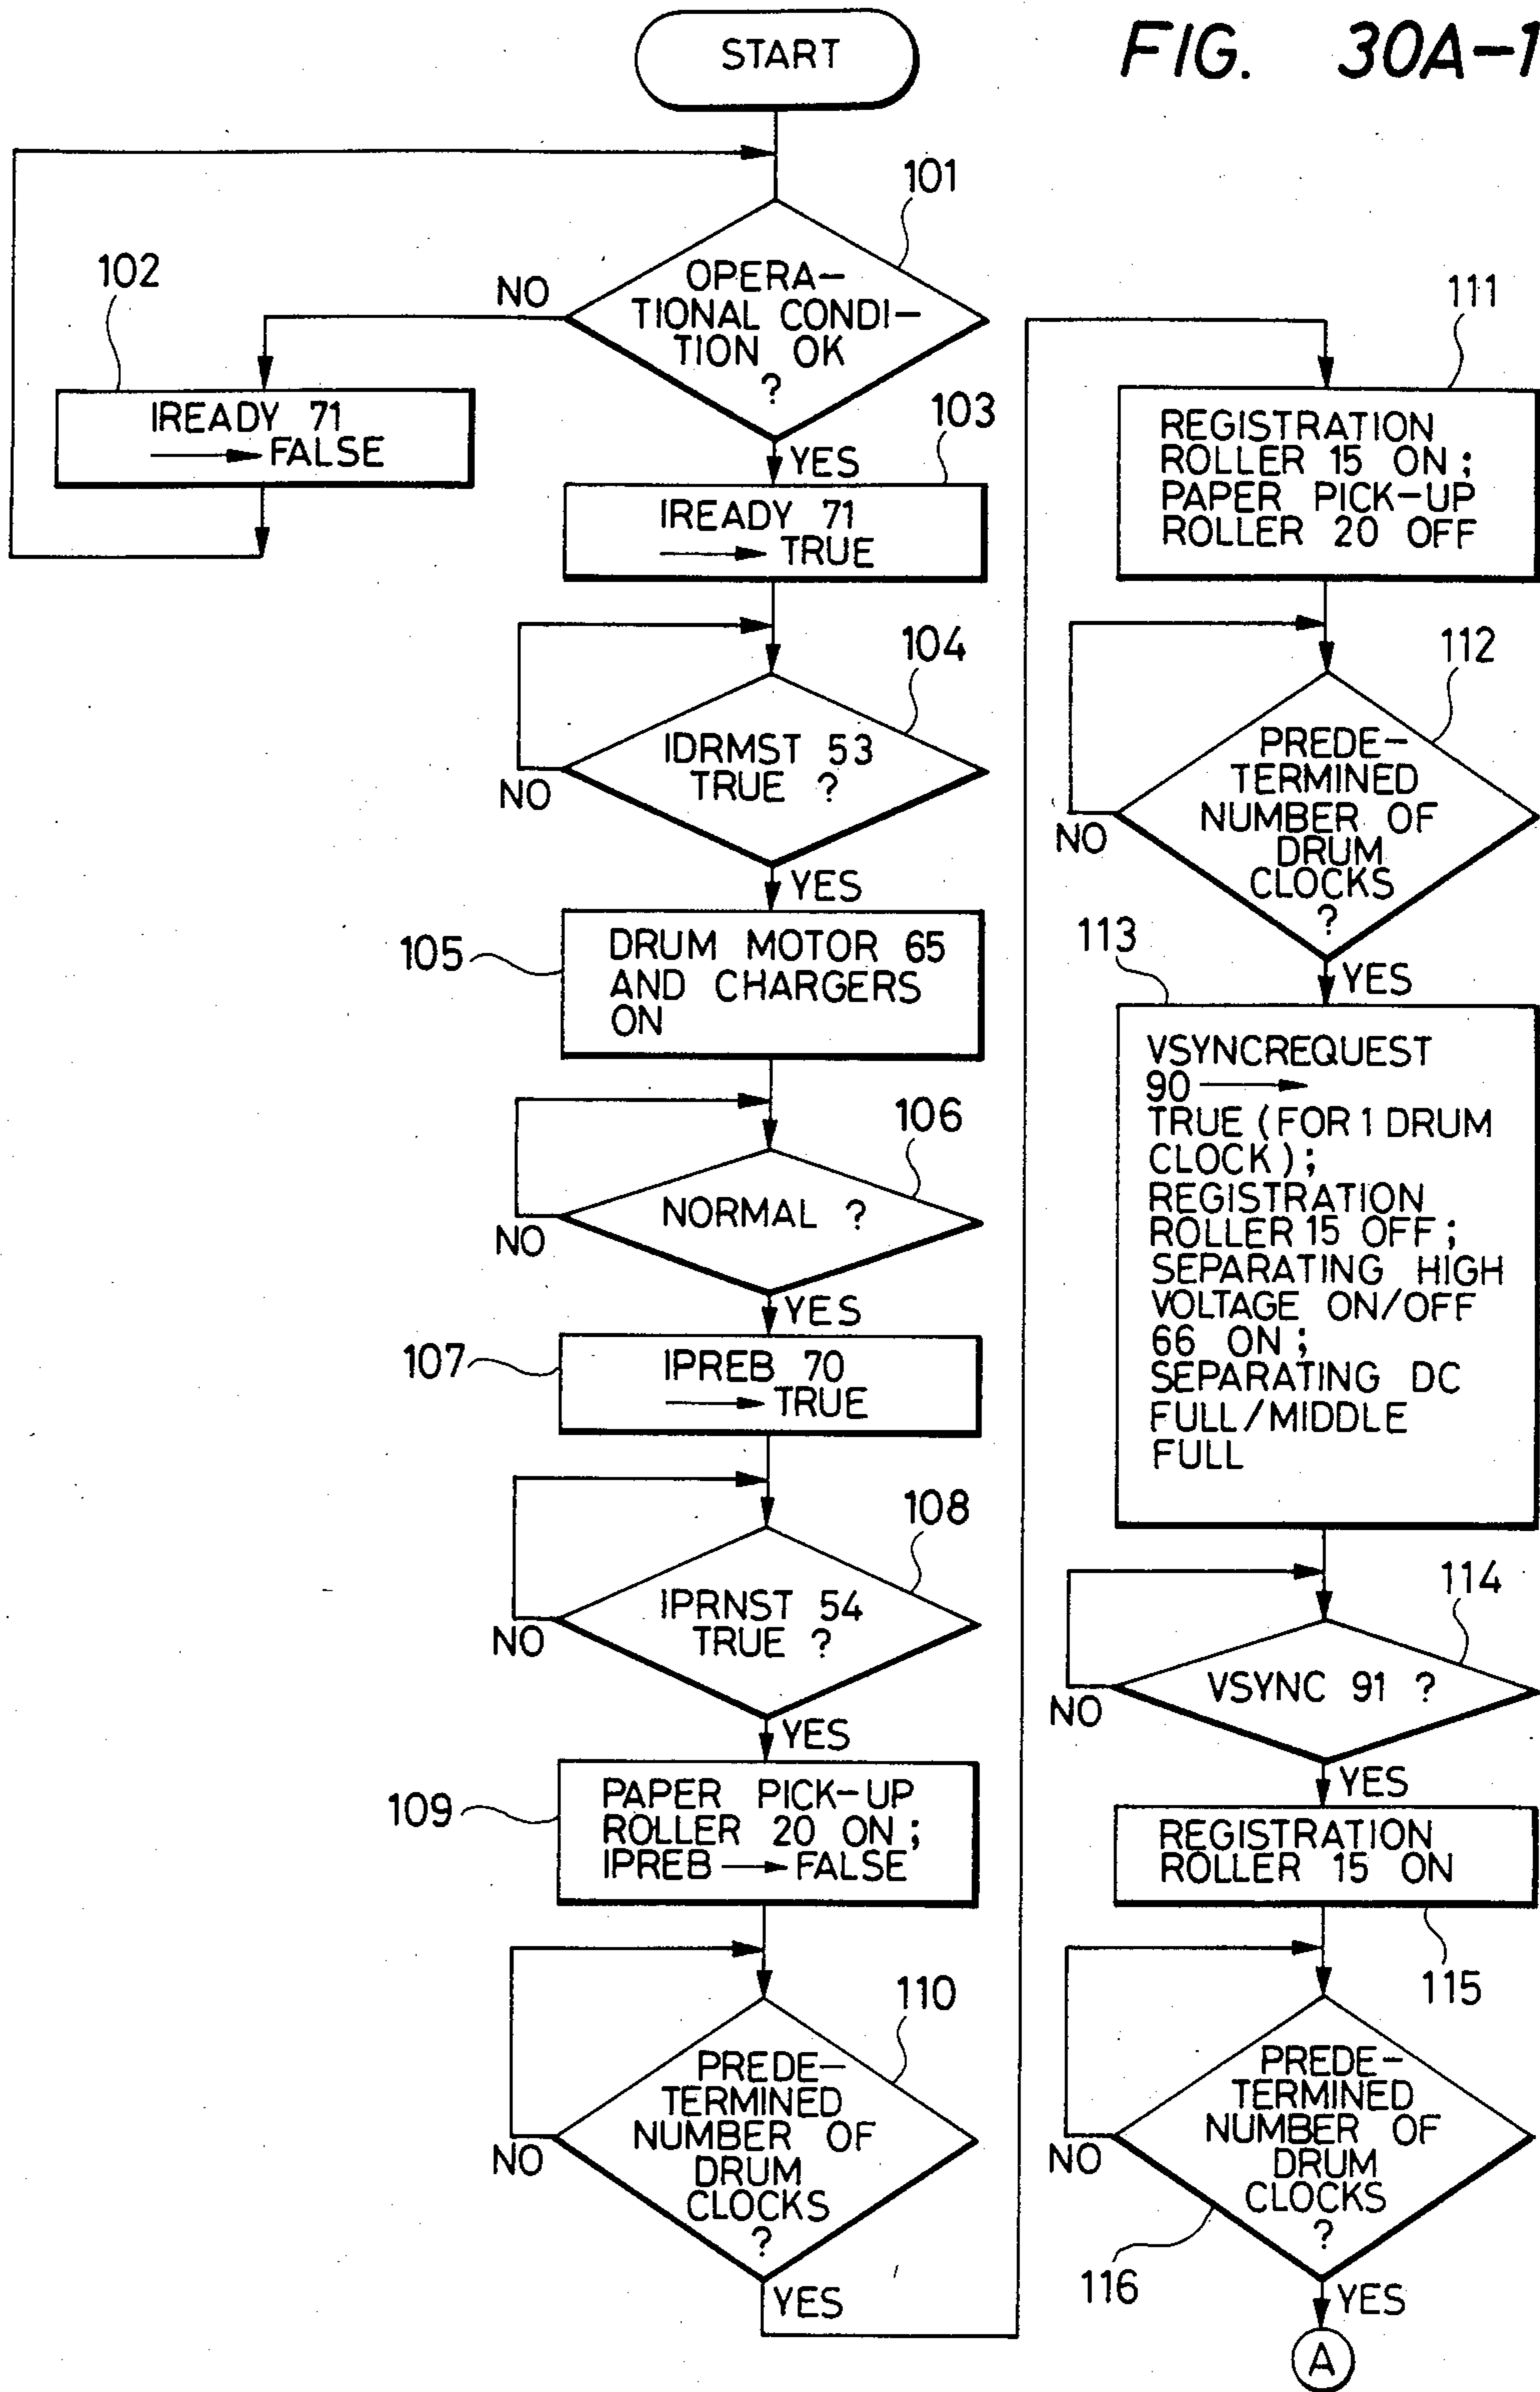 FIG. 30A-1
START
101
OPERA-
TIONAL CONDI-
TION OK
?
NO
YES
102
IREADY 71
→ FALSE
103
IREADY 71
→ TRUE
104
IDRMST 53
TRUE ?
NO
YES
105
DRUM MOTOR 65
AND CHARGERS
ON
106
NORMAL ?
NO
YES
107
IPREB 70
→ TRUE
108
IPRNST 54
TRUE ?
NO
YES
109
PAPER PICK-UP
ROLLER 20 ON;
IPREB → FALSE
110
PREDE-
TERMINED
NUMBER OF
DRUM
CLOCKS
?
NO
YES
111
REGISTRATION
ROLLER 15 ON;
PAPER PICK-UP
ROLLER 20 OFF
112
PREDE-
TERMINED
NUMBER OF
DRUM
CLOCKS
?
NO
YES
113
VSYNCREQUEST
90 →
TRUE (FOR 1 DRUM
CLOCK);
REGISTRATION
ROLLER 15 OFF;
SEPARATING HIGH
VOLTAGE ON/OFF
66 ON;
SEPARATING DC
FULL/MIDDLE
FULL
114
VSYNC 91 ?
NO
YES
REGISTRATION
ROLLER 15 ON
115
PREDE-
TERMINED
NUMBER OF
DRUM
CLOCKS
?
NO
116
YES
A